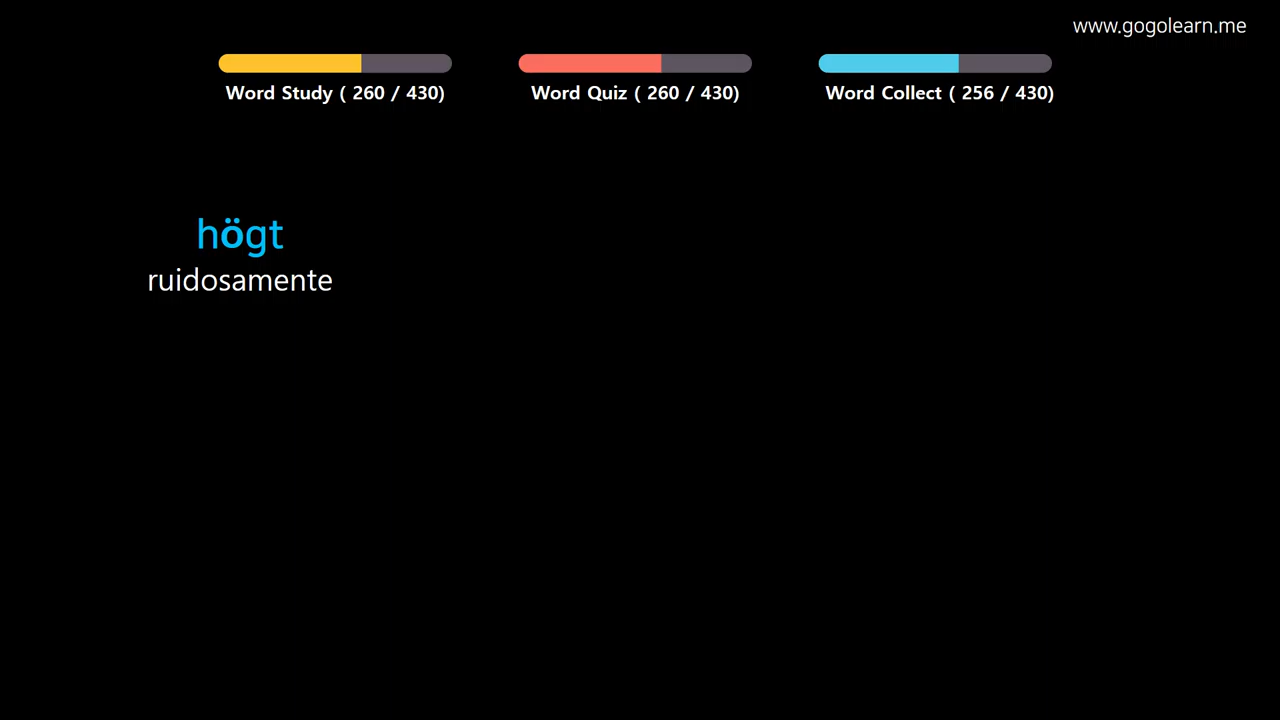 www.gogolearn.me
Word Study ( 260 / 430)
Word Quiz ( 260 / 430)
Word Collect ( 256 / 430)
högt
ruidosamente